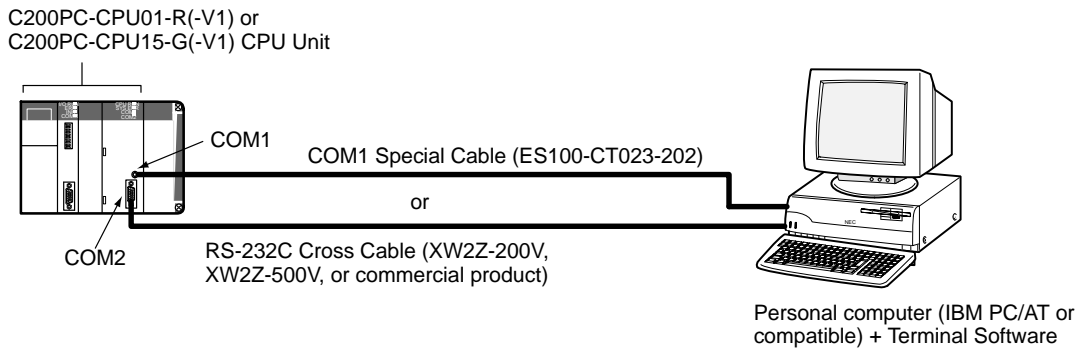 C200PC-CPU01-R(-V1) or
C200PC-CPU15-G(-V1) CPU Unit
COM1
COM1 Special Cable (ES100-CT023-202)
or
COM2
RS-232C Cross Cable (XW2Z-200V,
XW2Z-500V, or commercial product)
NEC
Personal computer (IBM PC/AT or
compatible) + Terminal Software